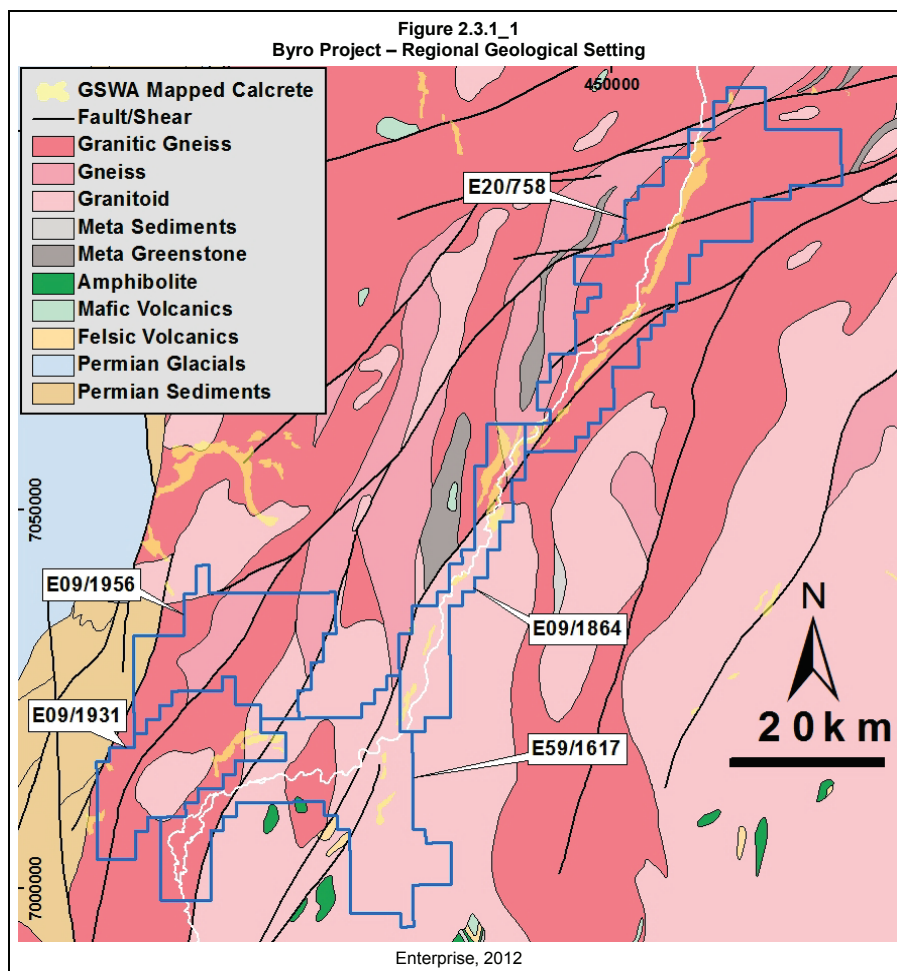 Figure 2.3.1_1
Byro Project – Regional Geological Setting
450000
GSWA Mapped Calcrete
Fault/Shear
Granitic Gneiss
Gneiss
Granitoid
Meta Sediments
Meta Greenstone
Amphibolite
Mafic Volcanics
Felsic Volcanics
Permian Glacials
Permian Sediments
E20/758
7050000
E09/1956
E09/1864
N
E09/1931
20km
E59/1617
7000000
Enterprise, 2012